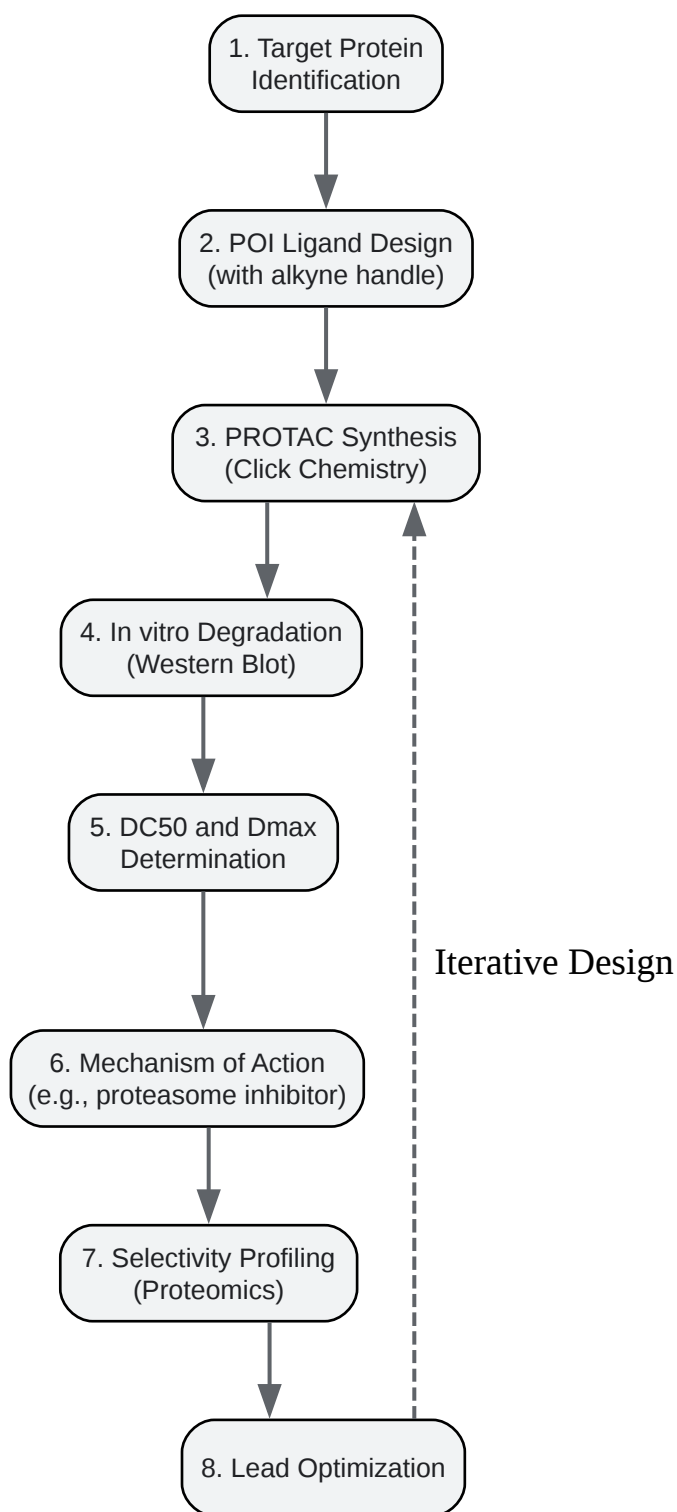 1. Target Protein
Identification
2. POI Ligand Design
(with alkyne handle)
3. PROTAC Synthesis
(Click Chemistry)
4. In vitro Degradation
(Western Blot)
5. DC50 and Dmax
Determination
Iterative Design
6. Mechanism of Action
(e.g., proteasome inhibitor)
7. Selectivity Profiling
(Proteomics)
8. Lead Optimization